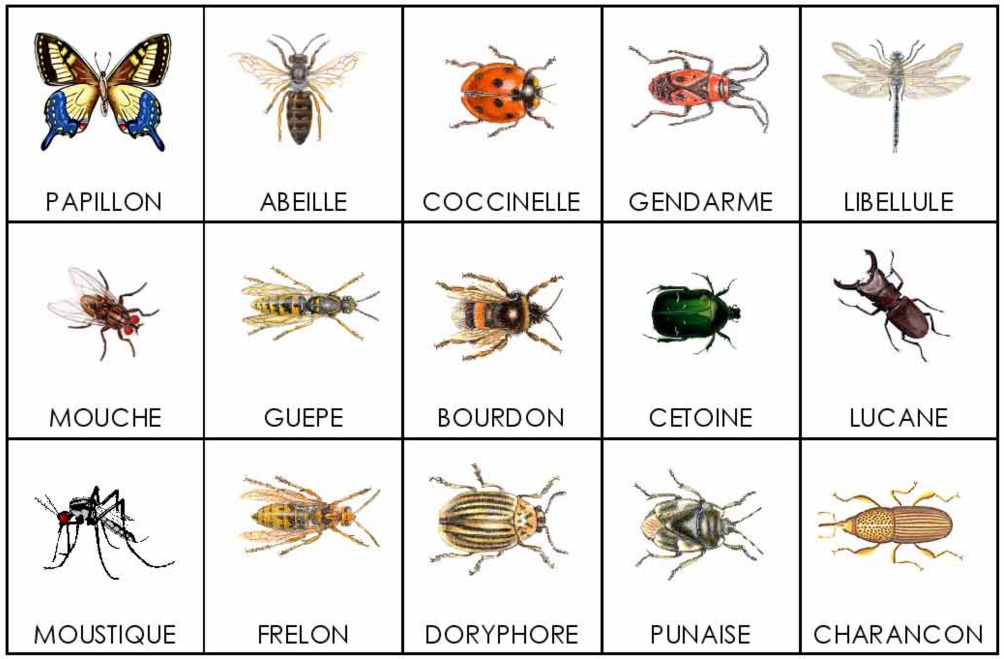 PAPILLON
ABEILLE
COCCINELLE
GENDARME
LIBELLULE
MOUCHE
GUEPE
BOURDON
CETOINE
LUCANE
MOUSTIQUE
FRELON
DORYPHORE
PUNAISE
CHARANCON